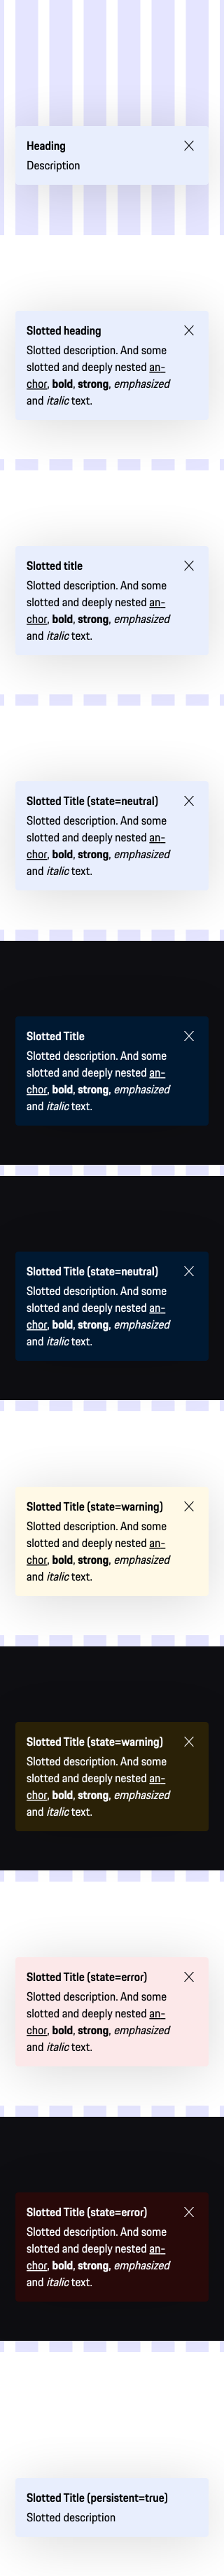 Heading
Description
Slotted heading
Slotted description. And some
slotted and deeply nested an-
chor, bold, strong, emphasized
and italic text.
Slotted title
Slotted description. And some
slotted and deeply nested an-
chor, bold, strong, emphasized
and italic text.
Slotted Title (state=neutral)
Slotted description. And some
slotted and deeply nested an-
chor, bold, strong, emphasized
and italic text.
Slotted Title
Slotted description. And some
slotted and deeply nested an-
chor, bold, strong, emphasized
and italic text.
Slotted Title (state=neutral)
Slotted description. And some
slotted and deeply nested an-
chor, bold, strong, emphasized
and italic text.
Slotted Title (state=warning)
Slotted description. And some
slotted and deeply nested an-
chor, bold, strong, emphasized
and italic text.
Slotted Title (state=warning)
Slotted description. And some
slotted and deeply nested an-
chor, bold, strong, emphasized
and italic text.
Slotted Title (state=error)
Slotted description. And some
slotted and deeply nested an-
chor, bold, strong, emphasized
and italic text.
Slotted Title (state=error)
Slotted description. And some
slotted and deeply nested an-
chor, bold, strong, emphasized
and italic text.
Slotted Title (persistent=true)
Slotted description